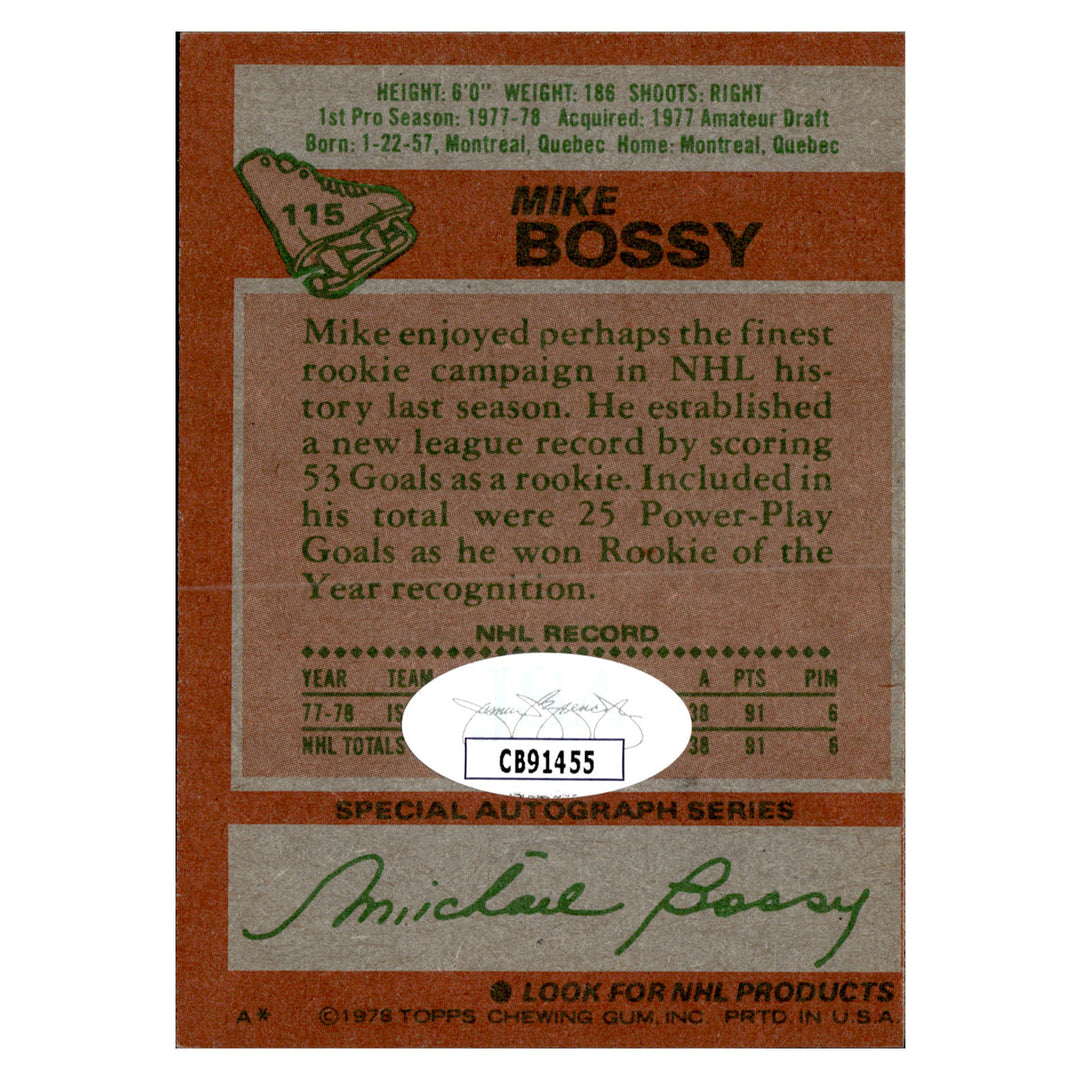 HEIGHT: 6'0" WEIGHT: 186 SHOOTS: RIGHT
1st Pro Season: 1977-78 Acquired: 1977 Amateur Draft
Born: 1-22-57, Montreal, Quebec Home: Montreal, Quebec
115
MIKE
BOSSY
Mike enjoyed perhaps the finest
rookie campaign in NHL his-
tory last season. He established
a new league record by scoring
53 Goals as a rookie. Included in
his total were 25 Power-Play
Goals as he won Rookie of the
Year recognition.
NHL RECORD
YEAR TEAM A PTS PIM
77-78 IS 38 91 6
NHL TOTALS 38 91 6
CB91455
SPECIAL AUTOGRAPH SERIES
Michael Bossy
● LOOK FOR NHL PRODUCTS
A* ©1978 TOPPS CHEWING GUM, INC. PRTD. IN U.S.A.